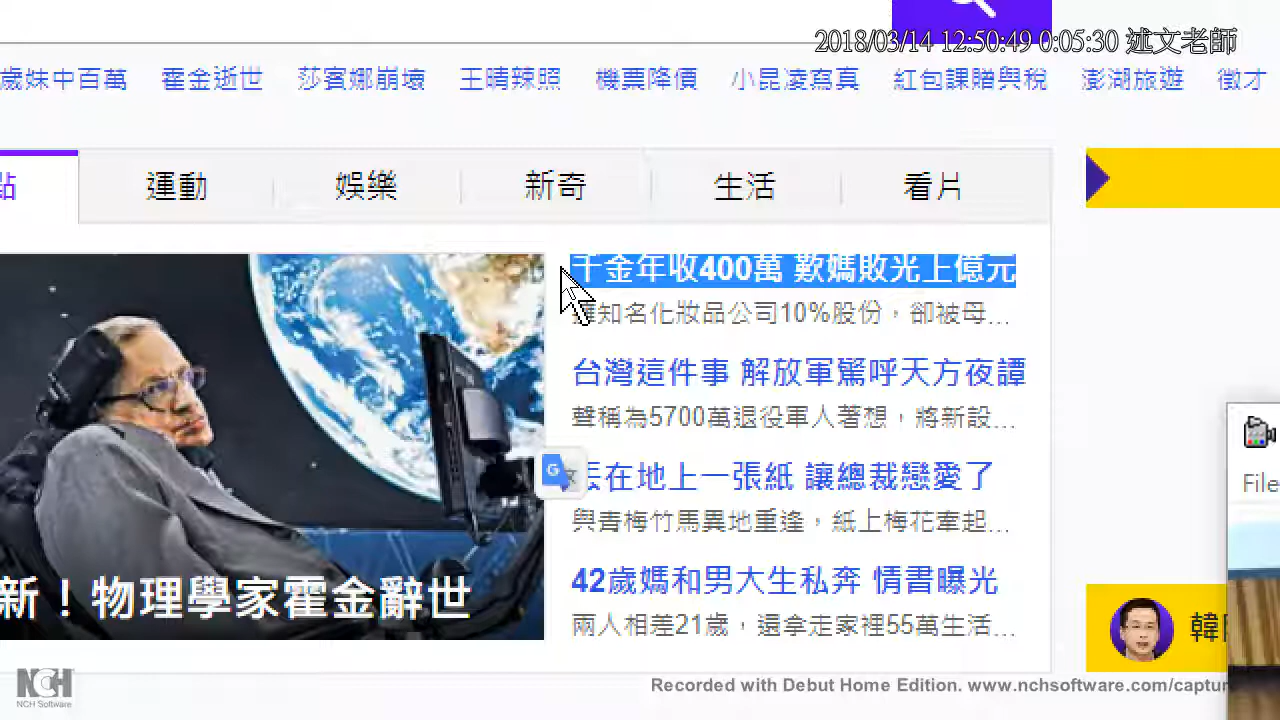 2018/03/14 12:50:49 0:05:30 述文老師
歲妹中百萬 霍金逝世 莎賓娜崩壞 王晴辣照 機票降價 小昆凌寫真 紅包課贈與稅 澎湖旅遊 徵才
點 運動 娛樂 新奇 生活 看片
千金年收400萬 歎媽敗光上億元
知名化妝品公司10%股份，卻被母...
台灣這件事 解放軍驚呼天方夜譚
聲稱為5700萬退役軍人著想，將新設...
丟在地上一張紙 讓總裁戀愛了
與青梅竹馬異地重逢，紙上梅花牽起...
42歲媽和男大生私奔 情書曝光
兩人相差21歲，還拿走家裡55萬生活...
新！物理學家霍金辭世
File
韓
NCH
NCH Software
Recorded with Debut Home Edition. www.nchsoftware.com/captur